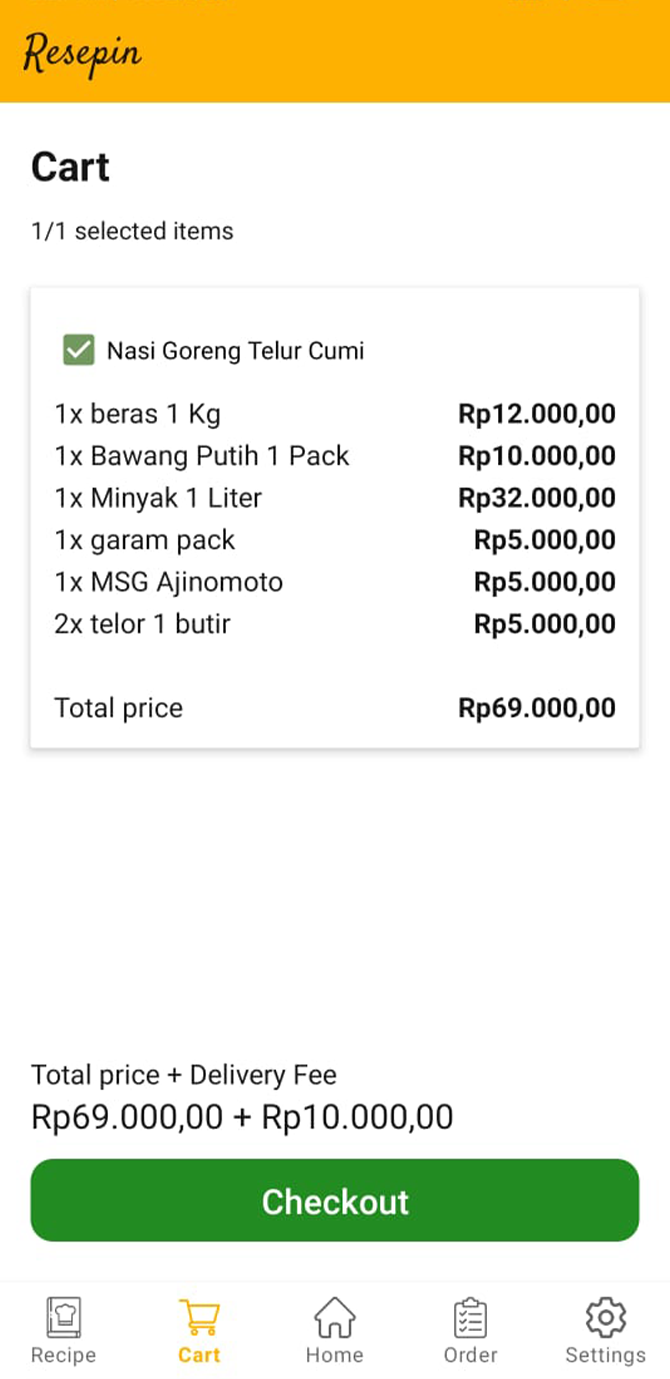 Resepin
Cart
1/1 selected items
Nasi Goreng Telur Cumi
1x beras 1 Kg Rp12.000,00
1x Bawang Putih 1 Pack Rp10.000,00
1x Minyak 1 Liter Rp32.000,00
1x garam pack Rp5.000,00
1x MSG Ajinomoto Rp5.000,00
2x telor 1 butir Rp5.000,00
Total price Rp69.000,00
Total price + Delivery Fee
Rp69.000,00 + Rp10.000,00
Checkout
Recipe Cart Home Order Settings